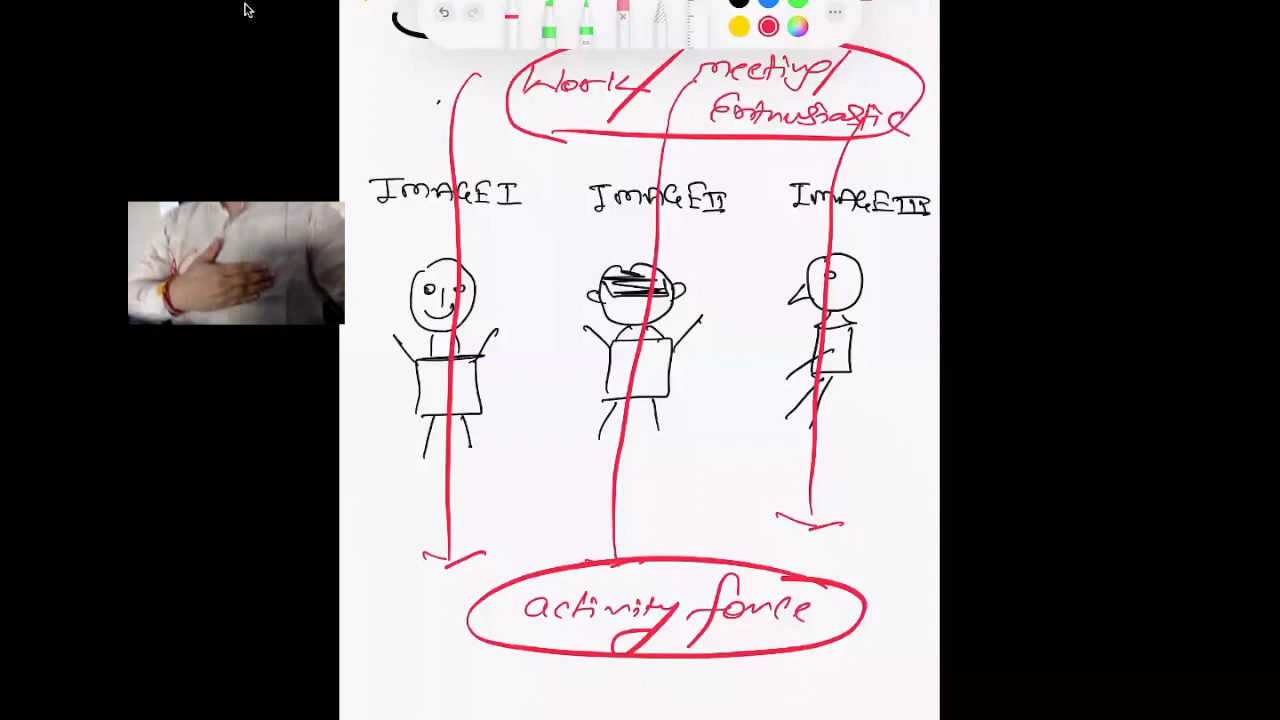 Work/ meeting/
Enthusiastic
IMAGE I
IMAGE II
IMAGE III
activity force